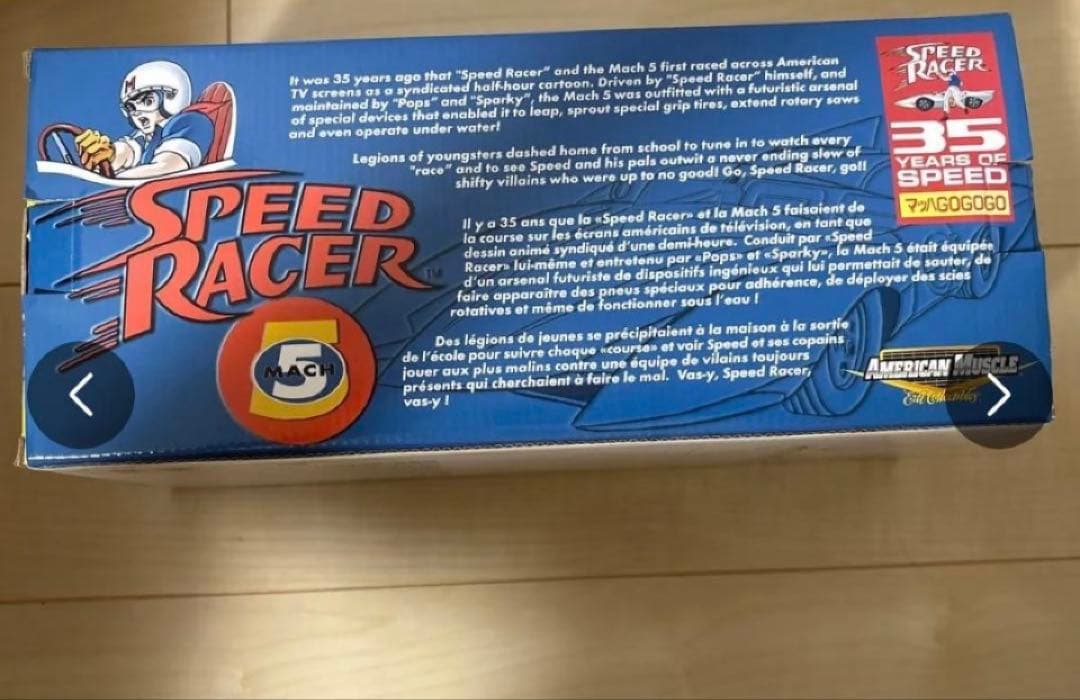 It was 35 years ago that "Speed Racer" and the Mach 5 first raced across American
TV screens as a syndicated half-hour cartoon. Driven by "Speed Racer" himself, and
maintained by "Pops" and "Sparky", the Mach 5 was outfitted with a futuristic arsenal
of special devices that enabled it to leap, sprout special grip tires, extend rotary saws
and even operate under water!
Legions of youngsters dashed home from school to tune in to watch every
"race" and to see Speed and his pals outwit a never ending slew of
shifty villains who were up to no good! Go, Speed Racer, go!!
Il y a 35 ans que la «Speed Racer» et la Mach 5 faisaient de
la course sur les écrans américains de télévision, en tant que
dessin animé syndiqué d'une demi-heure. Conduit par «Speed
Racer» lui-même et entretenu par «Pops» et «Sparky», la Mach 5 était équipée
d'un arsenal futuriste de dispositifs ingénieux qui lui permettait de sauter, de
faire apparaître des pneus spéciaux pour adhérence, de déployer des scies
rotatives et même de fonctionner sous l'eau !
Des légions de jeunes se précipitaient à la maison à la sortie
de l'école pour suivre chaque «course» et voir Speed et ses copains
jouer aux plus malins contre une équipe de vilains toujours
présents qui cherchaient à faire le mal. Vas-y, Speed Racer,
vas-y !
SPEED
RACER™
5
MACH
SPEED
RACER
35
YEARS OF
SPEED
マッハGOGOGO
AMERICAN MUSCLE
Ertl Collectibles
M